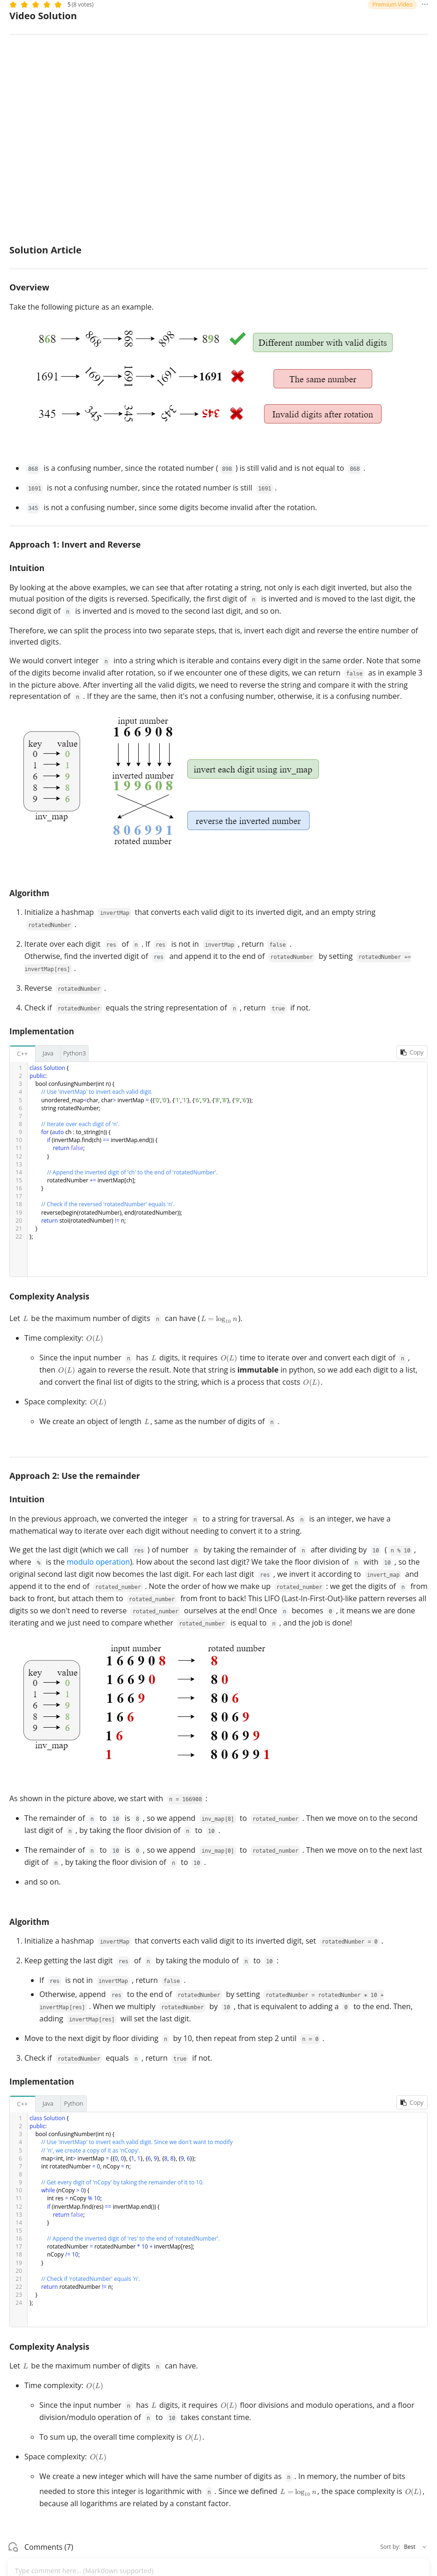 5 (8 votes)
Premium Video
Video Solution
Solution Article
Overview
Take the following picture as an example.
868 868 868 898 898 Different number with valid digits
1691 1691 1691 1691 1691 The same number
345 345 345 345 345 Invalid digits after rotation
868 is a confusing number, since the rotated number ( 898 ) is still valid and is not equal to 868 .
1691 is not a confusing number, since the rotated number is still 1691 .
345 is not a confusing number, since some digits become invalid after the rotation.
Approach 1: Invert and Reverse
Intuition
By looking at the above examples, we can see that after rotating a string, not only is each digit inverted, but also the
mutual position of the digits is reversed. Specifically, the first digit of n is inverted and is moved to the last digit, the
second digit of n is inverted and is moved to the second last digit, and so on.
Therefore, we can split the process into two separate steps, that is, invert each digit and reverse the entire number of
inverted digits.
We would convert integer n into a string which is iterable and contains every digit in the same order. Note that some
of the digits become invalid after rotation, so if we encounter one of these digits, we can return false as in example 3
in the picture above. After inverting all the valid digits, we need to reverse the string and compare it with the string
representation of n . If they are the same, then it's not a confusing number, otherwise, it is a confusing number.
input number
1 6 6 9 0 8
key value
0 0
1 1
6 9
8 8
9 6
inv_map
inverted number
1 9 9 6 0 8
invert each digit using inv_map
8 0 6 9 9 1
rotated number
reverse the inverted number
Algorithm
1. Initialize a hashmap invertMap that converts each valid digit to its inverted digit, and an empty string
rotatedNumber .
2. Iterate over each digit res of n . If res is not in invertMap , return false .
Otherwise, find the inverted digit of res and append it to the end of rotatedNumber by setting rotatedNumber +=
invertMap[res] .
3. Reverse rotatedNumber .
4. Check if rotatedNumber equals the string representation of n , return true if not.
Implementation
C++ Java Python3 Copy
1 class Solution {
2 public:
3 bool confusingNumber(int n) {
4 // Use 'invertMap' to invert each valid digit.
5 unordered_map<char, char> invertMap = {{'0','0'}, {'1','1'}, {'6','9'}, {'8','8'}, {'9','6'}};
6 string rotatedNumber;
7
8 // Iterate over each digit of 'n'.
9 for (auto ch : to_string(n)) {
10 if (invertMap.find(ch) == invertMap.end()) {
11 return false;
12 }
13
14 // Append the inverted digit of 'ch' to the end of 'rotatedNumber'.
15 rotatedNumber += invertMap[ch];
16 }
17
18 // Check if the reversed 'rotatedNumber' equals 'n'.
19 reverse(begin(rotatedNumber), end(rotatedNumber));
20 return stoi(rotatedNumber) != n;
21 }
22 };
Complexity Analysis
Let L be the maximum number of digits n can have (L = log10 n).
Time complexity: O(L)
Since the input number n has L digits, it requires O(L) time to iterate over and convert each digit of n ,
then O(L) again to reverse the result. Note that string is immutable in python, so we add each digit to a list,
and convert the final list of digits to the string, which is a process that costs O(L).
Space complexity: O(L)
We create an object of length L, same as the number of digits of n .
Approach 2: Use the remainder
Intuition
In the previous approach, we converted the integer n to a string for traversal. As n is an integer, we have a
mathematical way to iterate over each digit without needing to convert it to a string.
We get the last digit (which we call res ) of number n by taking the remainder of n after dividing by 10 ( n % 10 ,
where % is the modulo operation). How about the second last digit? We take the floor division of n with 10 , so the
original second last digit now becomes the last digit. For each last digit res , we invert it according to invert_map and
append it to the end of rotated_number . Note the order of how we make up rotated_number : we get the digits of n from
back to front, but attach them to rotated_number from front to back! This LIFO (Last-In-First-Out)-like pattern reverses all
digits so we don't need to reverse rotated_number ourselves at the end! Once n becomes 0 , it means we are done
iterating and we just need to compare whether rotated_number is equal to n , and the job is done!
input number rotated number
1 6 6 9 0 8 8
1 6 6 9 0 8 0
1 6 6 9 8 0 6
1 6 6 8 0 6 9
1 6 8 0 6 9 9
1 8 0 6 9 9 1
key value
0 0
1 1
6 9
8 8
9 6
inv_map
As shown in the picture above, we start with n = 166908 :
The remainder of n to 10 is 8 , so we append inv_map[8] to rotated_number . Then we move on to the second
last digit of n , by taking the floor division of n to 10 .
The remainder of n to 10 is 0 , so we append inv_map[0] to rotated_number . Then we move on to the next last
digit of n , by taking the floor division of n to 10 .
and so on.
Algorithm
1. Initialize a hashmap invertMap that converts each valid digit to its inverted digit, set rotatedNumber = 0 .
2. Keep getting the last digit res of n by taking the modulo of n to 10 :
If res is not in invertMap , return false .
Otherwise, append res to the end of rotatedNumber by setting rotatedNumber = rotatedNumber * 10 +
invertMap[res] . When we multiply rotatedNumber by 10 , that is equivalent to adding a 0 to the end. Then,
adding invertMap[res] will set the last digit.
Move to the next digit by floor dividing n by 10, then repeat from step 2 until n = 0 .
3. Check if rotatedNumber equals n , return true if not.
Implementation
C++ Java Python Copy
1 class Solution {
2 public:
3 bool confusingNumber(int n) {
4 // Use 'invertMap' to invert each valid digit. Since we don't want to modify
5 // 'n', we create a copy of it as 'nCopy'.
6 map<int, int> invertMap = {{0, 0}, {1, 1}, {6, 9}, {8, 8}, {9, 6}};
7 int rotatedNumber = 0, nCopy = n;
8
9 // Get every digit of 'nCopy' by taking the remainder of it to 10.
10 while (nCopy > 0) {
11 int res = nCopy % 10;
12 if (invertMap.find(res) == invertMap.end()) {
13 return false;
14 }
15
16 // Append the inverted digit of 'res' to the end of 'rotatedNumber'.
17 rotatedNumber = rotatedNumber * 10 + invertMap[res];
18 nCopy /= 10;
19 }
20
21 // Check if 'rotatedNumber' equals 'n'.
22 return rotatedNumber != n;
23 }
24 };
Complexity Analysis
Let L be the maximum number of digits n can have.
Time complexity: O(L)
Since the input number n has L digits, it requires O(L) floor divisions and modulo operations, and a floor
division/modulo operation of n to 10 takes constant time.
To sum up, the overall time complexity is O(L).
Space complexity: O(L)
We create a new integer which will have the same number of digits as n . In memory, the number of bits
needed to store this integer is logarithmic with n . Since we defined L = log10 n, the space complexity is O(L),
because all logarithms are related by a constant factor.
Comments (7) Sort by: Best
Type comment here... (Markdown supported)